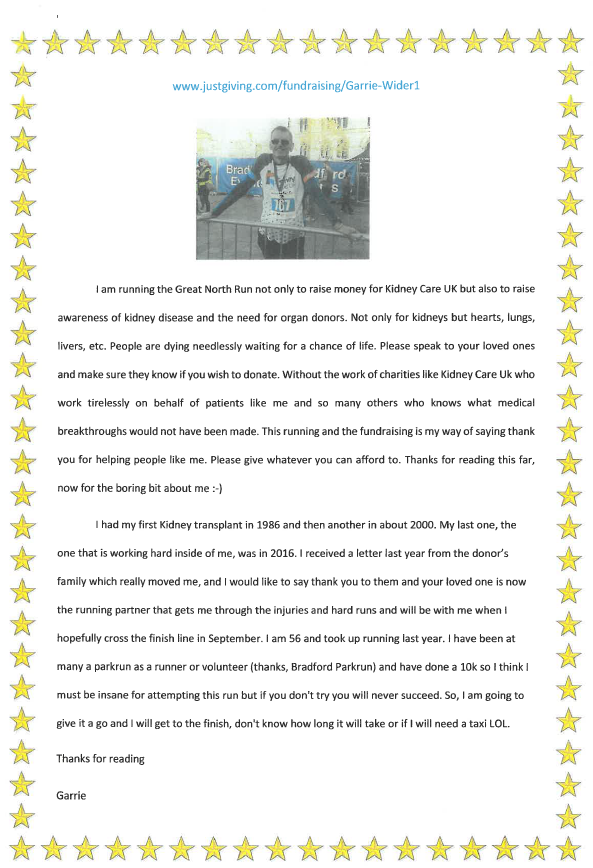 www.justgiving.com/fundraising/Garrie-Wider1
167
I am running the Great North Run not only to raise money for Kidney Care UK but also to raise
awareness of kidney disease and the need for organ donors. Not only for kidneys but hearts, lungs,
livers, etc. People are dying needlessly waiting for a chance of life. Please speak to your loved ones
and make sure they know if you wish to donate. Without the work of charities like Kidney Care Uk who
work tirelessly on behalf of patients like me and so many others who knows what medical
breakthroughs would not have been made. This running and the fundraising is my way of saying thank
you for helping people like me. Please give whatever you can afford to. Thanks for reading this far,
now for the boring bit about me :-)
I had my first Kidney transplant in 1986 and then another in about 2000. My last one, the
one that is working hard inside of me, was in 2016. I received a letter last year from the donor's
family which really moved me, and I would like to say thank you to them and your loved one is now
the running partner that gets me through the injuries and hard runs and will be with me when I
hopefully cross the finish line in September. I am 56 and took up running last year. I have been at
many a parkrun as a runner or volunteer (thanks, Bradford Parkrun) and have done a 10k so I think I
must be insane for attempting this run but if you don't try you will never succeed. So, I am going to
give it a go and I will get to the finish, don't know how long it will take or if I will need a taxi LOL.
Thanks for reading
Garrie